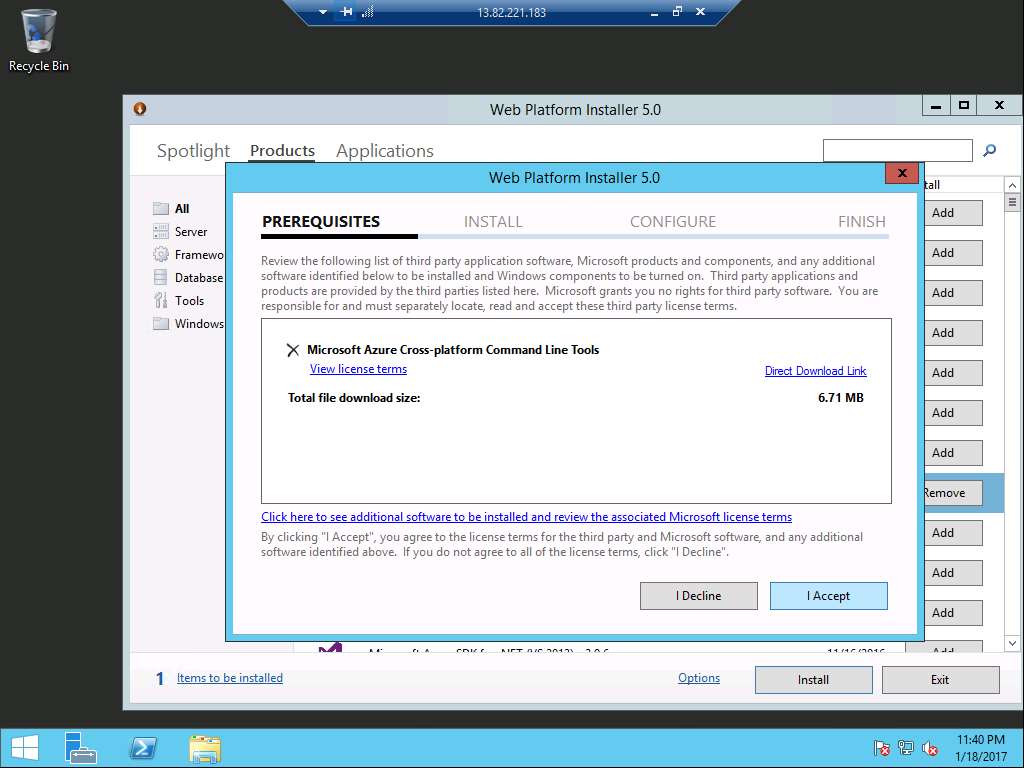 13.82.221.183
Recycle Bin
Web Platform Installer 5.0
Spotlight Products Applications
Web Platform Installer 5.0
All
Server
Database
Tools
Windows
PREREQUISITES INSTALL CONFIGURE FINISH
Review the following list of third party application software, Microsoft products and components, and any additional
software identified below to be installed and Windows components to be turned on. Third party applications and
products are provided by the third parties listed here. Microsoft grants you no rights for third party software. You are
responsible for and must separately locate, read and accept these third party license terms.
Microsoft Azure Cross-platform Command Line Tools
View license terms
Direct Download Link
Total file download size: 6.71 MB
Click here to see additional software to be installed and review the associated Microsoft license terms
By clicking "I Accept", you agree to the license terms for the third party and Microsoft software, and any additional
software identified above. If you do not agree to all of the license terms, click "I Decline".
I Decline I Accept
Add
Add
Add
Add
Add
Add
Add
Remove
Add
Add
Add
Add
1 Items to be installed Options Install Exit
11:40 PM
1/18/2017